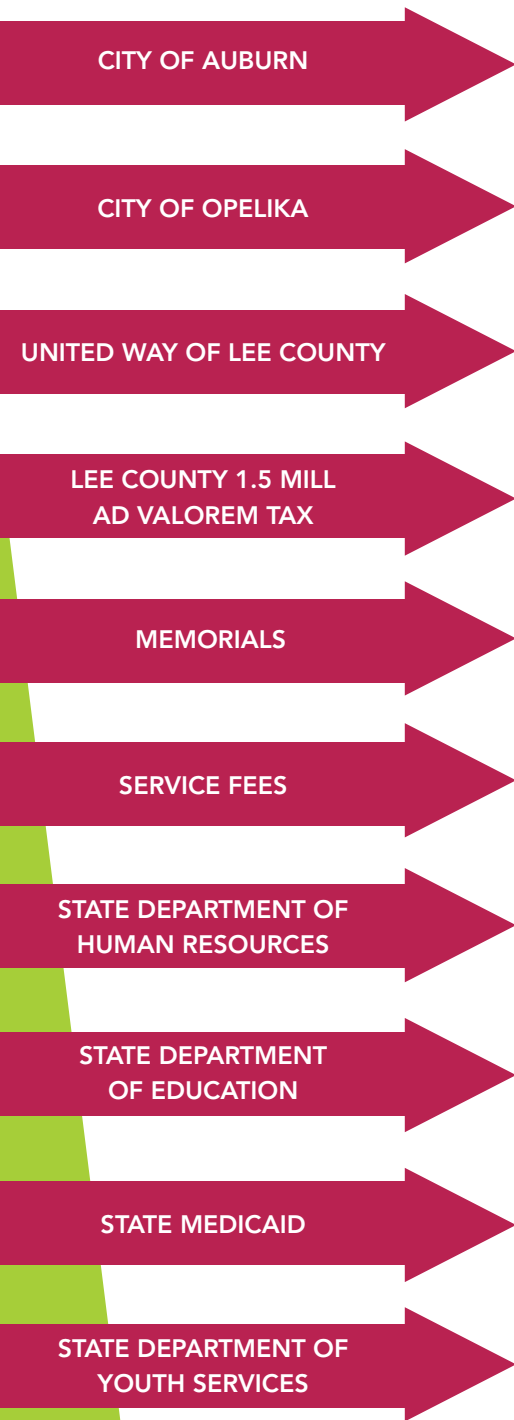 CITY OF AUBURN
CITY OF OPELIKA
UNITED WAY OF LEE COUNTY
LEE COUNTY 1.5 MILL
AD VALOREM TAX
MEMORIALS
SERVICE FEES
STATE DEPARTMENT OF
HUMAN RESOURCES
STATE DEPARTMENT
OF EDUCATION
STATE MEDICAID
STATE DEPARTMENT OF
YOUTH SERVICES